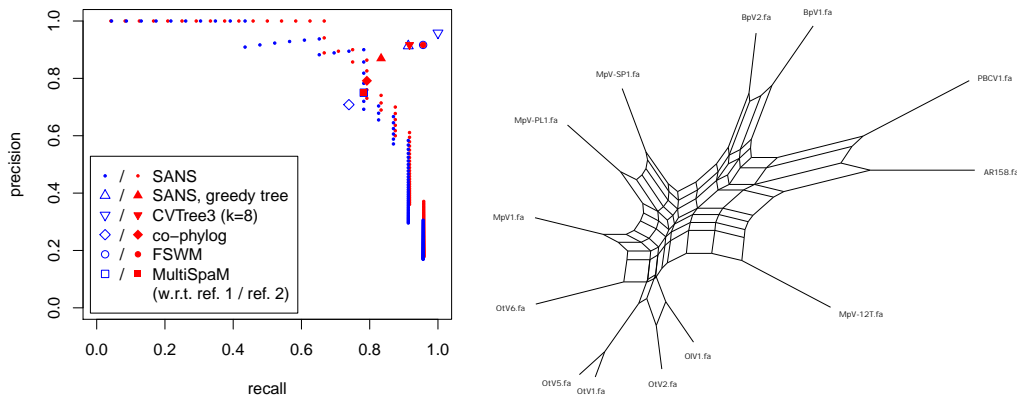 1.0
0.8
0.6
0.4
0.2
0.0
precision
/ SANS
/ SANS, greedy tree
/ CVTree3 (k=8)
/ co-phylog
/ FSWM
/ MultiSpaM
(w.r.t. ref. 1 / ref. 2)
0.0 0.2 0.4 0.6 0.8 1.0
recall
BpV1.fa
BpV2.fa
MpV-SP1.fa
PBCV1.fa
MpV-PL1.fa
AR158.fa
MpV1.fa
OtV6.fa
MpV-12T.fa
OlV1.fa
OtV5.fa
OtV2.fa
OtV1.fa